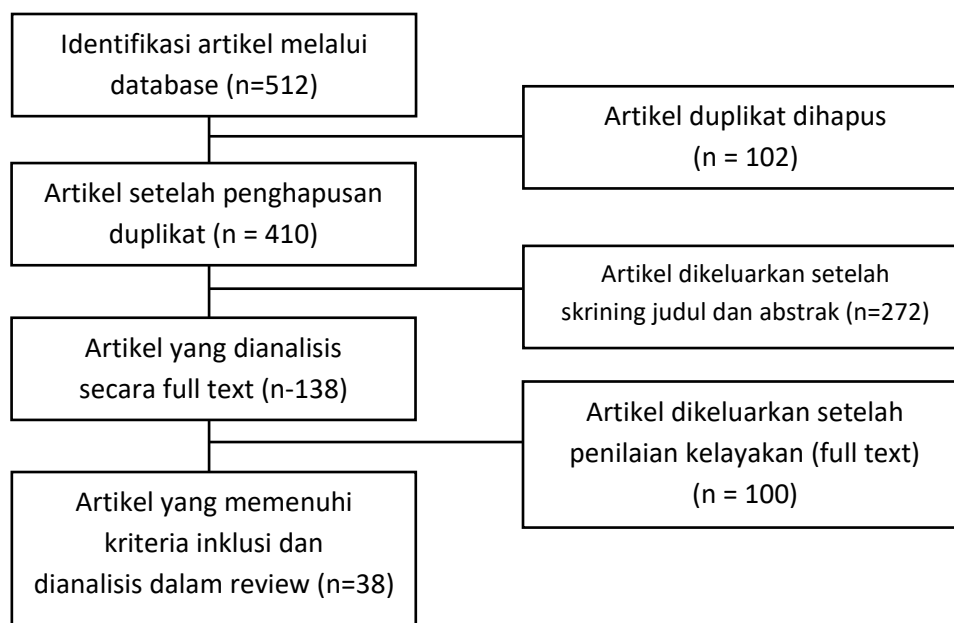 Identifikasi artikel melalui
database (n=512)
Artikel duplikat dihapus
(n = 102)
Artikel setelah penghapusan
duplikat (n = 410)
Artikel dikeluarkan setelah
skrining judul dan abstrak (n=272)
Artikel yang dianalisis
secara full text (n-138)
Artikel dikeluarkan setelah
penilaian kelayakan (full text)
(n = 100)
Artikel yang memenuhi
kriteria inklusi dan
dianalisis dalam review (n=38)